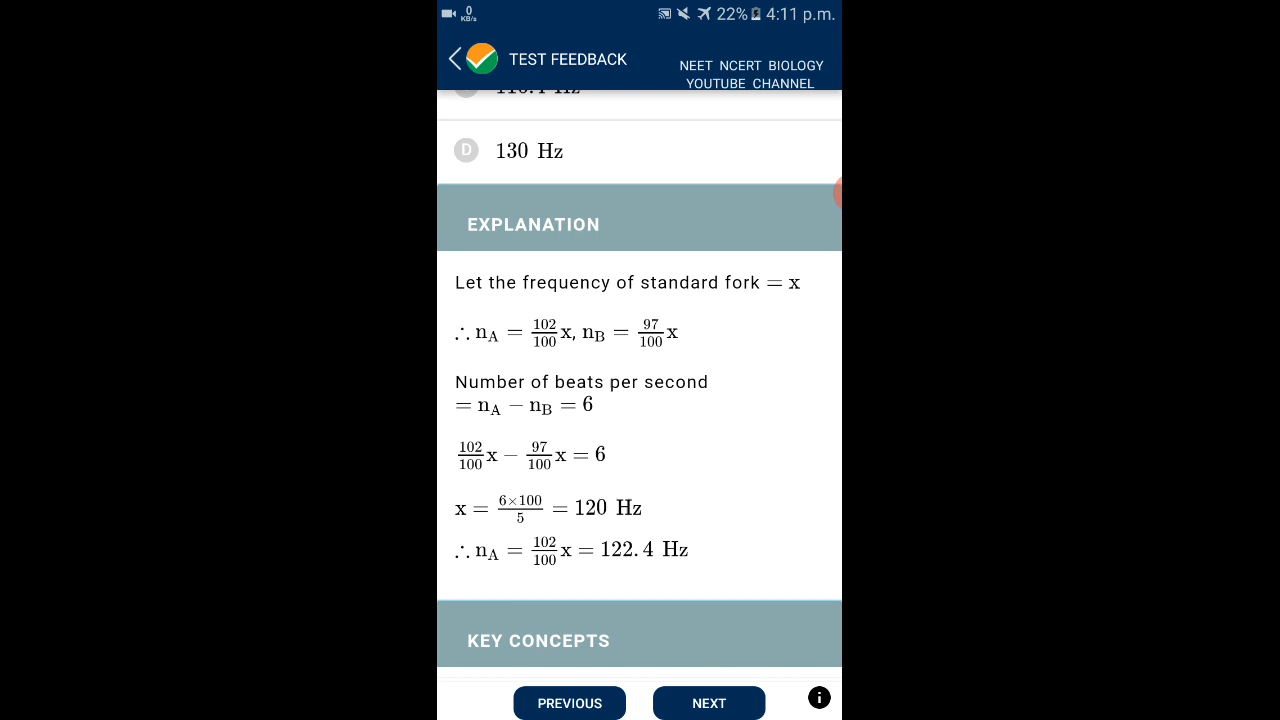 0 KB/s 22% 4:11 p.m.
TEST FEEDBACK
NEET NCERT BIOLOGY
YOUTUBE CHANNEL
D 130 Hz
EXPLANATION
Let the frequency of standard fork = x
∴ n_A = 102/100 x, n_B = 97/100 x
Number of beats per second
= n_A − n_B = 6
102/100 x − 97/100 x = 6
x = 6×100/5 = 120 Hz
∴ n_A = 102/100 x = 122.4 Hz
KEY CONCEPTS
PREVIOUS NEXT i